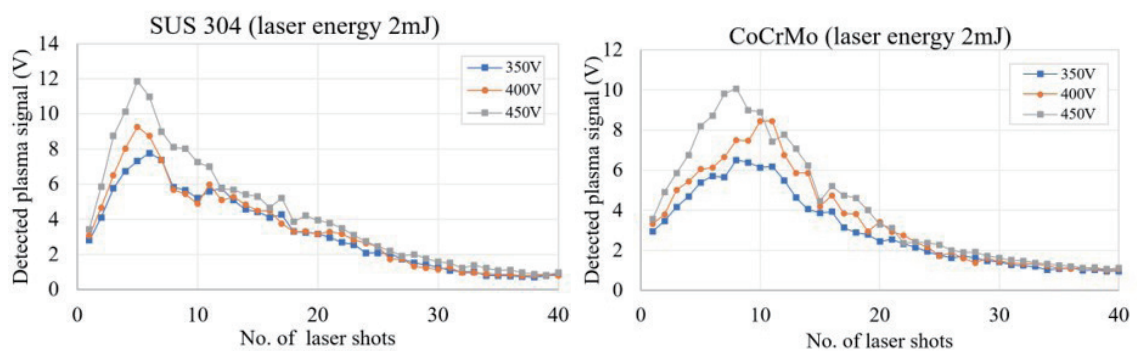 SUS 304 (laser energy 2mJ)
Detected plasma signal (V)
14
12
10
8
6
4
2
0
350V
400V
450V
0
10
20
30
40
No. of laser shots
CoCrMo (laser energy 2mJ)
Detected plasma signal (V)
12
10
8
6
4
2
0
350V
400V
450V
0
10
20
30
40
No. of laser shots